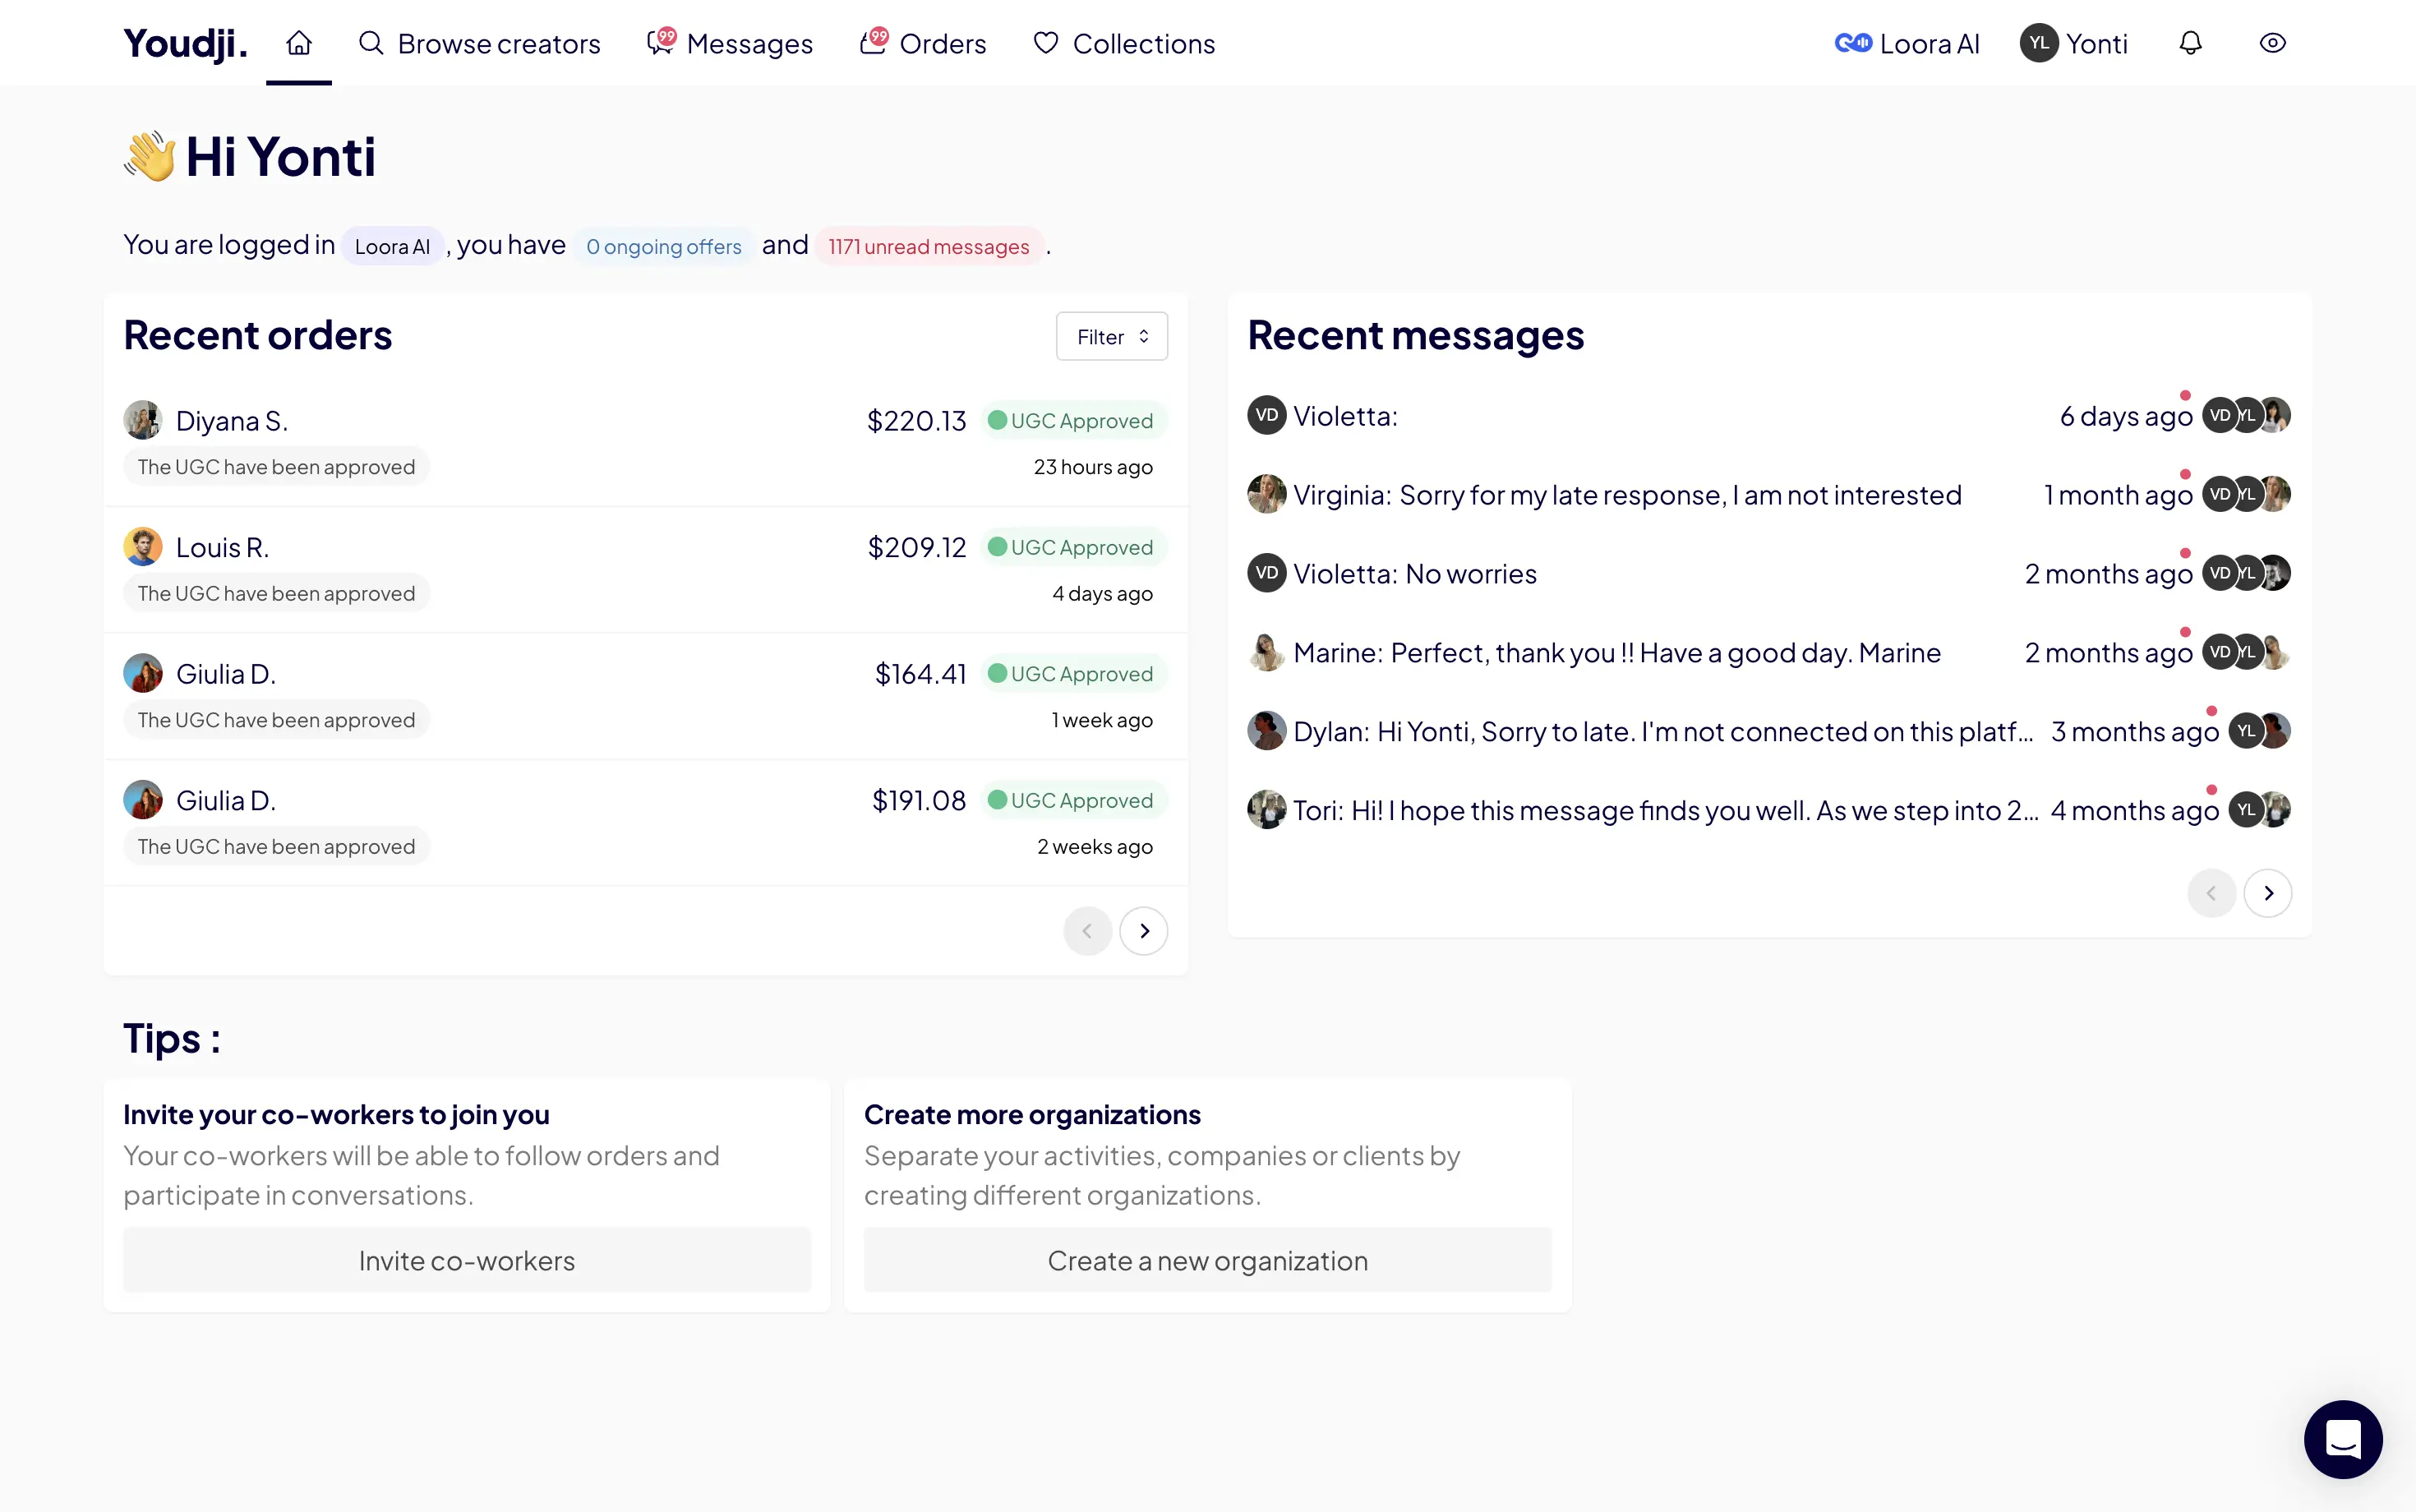 Youdji.
99
Browse creators
99
Messages
Orders
Collections
Loora AI
YL
Yonti
Hi Yonti
You are logged in Loora AI, you have 0 ongoing offers and 1171 unread messages.
Recent orders
Filter
Diyana S.
$220.13
UGC Approved
The UGC have been approved
23 hours ago
Louis R.
$209.12
UGC Approved
The UGC have been approved
4 days ago
Giulia D.
$164.41
UGC Approved
The UGC have been approved
1 week ago
Giulia D.
$191.08
UGC Approved
The UGC have been approved
2 weeks ago
Recent messages
VD
Violetta:
6 days ago
VD
YL
Virginia: Sorry for my late response, I am not interested
1 month ago
VD
YL
VD
Violetta: No worries
2 months ago
VD
YL
Marine: Perfect, thank you !! Have a good day. Marine
2 months ago
VD
YL
Dylan: Hi Yonti, Sorry to late. I'm not connected on this platf...
3 months ago
YL
Tori: Hi! I hope this message finds you well. As we step into 2...
4 months ago
YL
Tips :
Invite your co-workers to join you
Your co-workers will be able to follow orders and
participate in conversations.
Invite co-workers
Create more organizations
Separate your activities, companies or clients by
creating different organizations.
Create a new organization